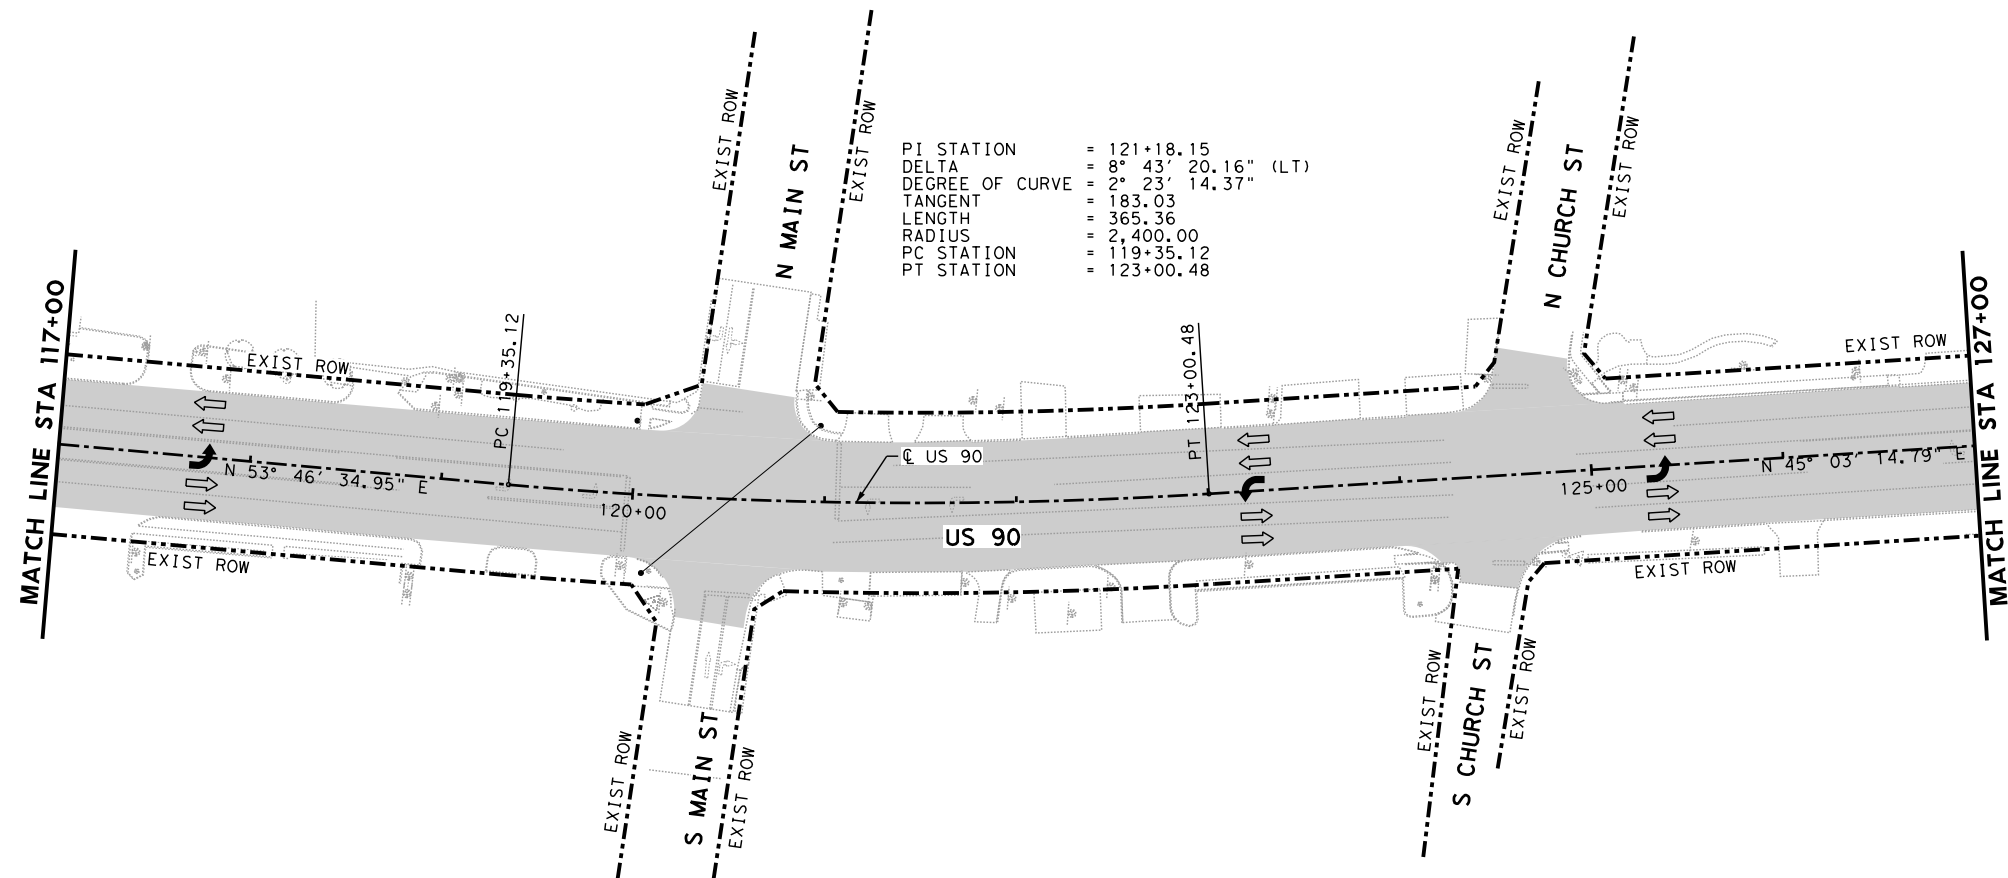 EXIST ROW
EXIST ROW
N MAIN ST
PI STATION = 121+18.15
DELTA = 8° 43' 20.16" (LT)
DEGREE OF CURVE = 2° 23' 14.37"
TANGENT = 183.03
LENGTH = 365.36
RADIUS = 2,400.00
PC STATION = 119+35.12
PT STATION = 123+00.48
EXIST ROW
EXIST ROW
N CHURCH ST
MATCH LINE STA 117+00
EXIST ROW
PC 119+35.12
PT 123+00.48
EXIST ROW
MATCH LINE STA 127+00
N 53° 46' 34.95" E
℄ US 90
N 45° 03' 14.79" E
120+00
125+00
US 90
EXIST ROW
EXIST ROW
EXIST ROW
S MAIN ST
EXIST ROW
EXIST ROW
S CHURCH ST
EXIST ROW